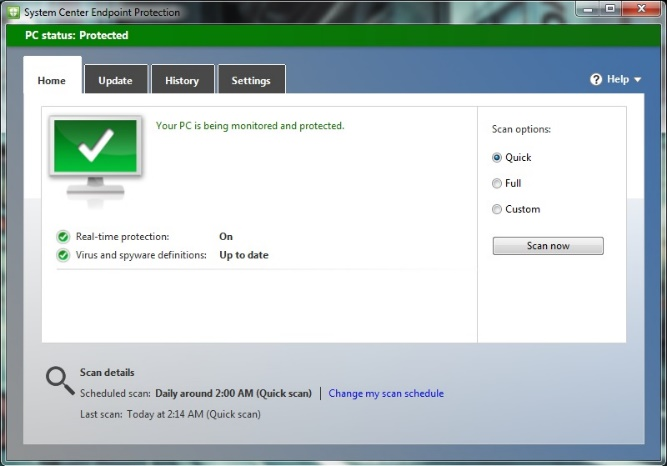 System Center Endpoint Protection
PC status: Protected
Home Update History Settings Help
Your PC is being monitored and protected.
Scan options:
Quick
Full
Custom
Scan now
Real-time protection: On
Virus and spyware definitions: Up to date
Scan details
Scheduled scan: Daily around 2:00 AM (Quick scan) | Change my scan schedule
Last scan: Today at 2:14 AM (Quick scan)